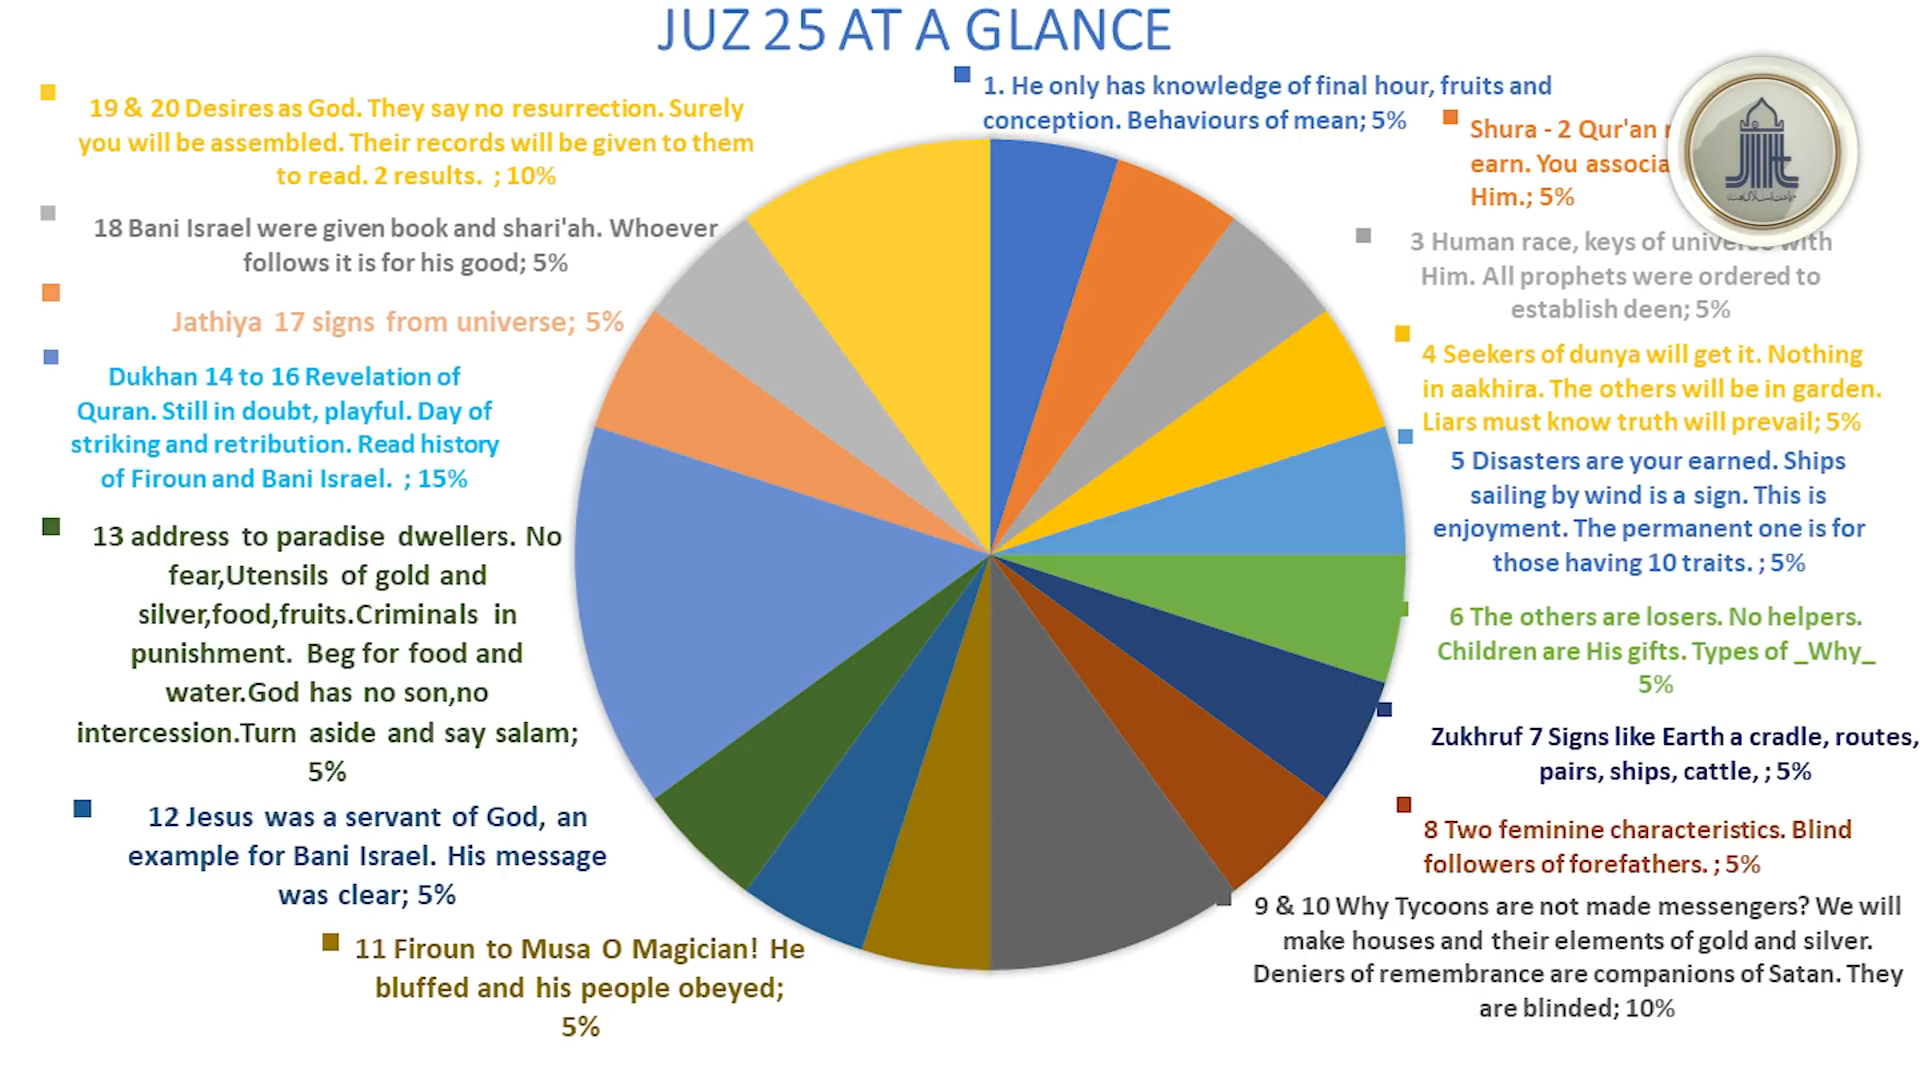 JUZ 25 AT A GLANCE
1. He only has knowledge of final hour, fruits and
conception. Behaviours of mean; 5%
Shura - 2 Qur'an
earn. You associa
Him.; 5%
3 Human race, keys of universe with
Him. All prophets were ordered to
establish deen; 5%
4 Seekers of dunya will get it. Nothing
in aakhira. The others will be in garden.
Liars must know truth will prevail; 5%
5 Disasters are your earned. Ships
sailing by wind is a sign. This is
enjoyment. The permanent one is for
those having 10 traits. ; 5%
6 The others are losers. No helpers.
Children are His gifts. Types of _Why_
5%
Zukhruf 7 Signs like Earth a cradle, routes,
pairs, ships, cattle, ; 5%
8 Two feminine characteristics. Blind
followers of forefathers. ; 5%
9 & 10 Why Tycoons are not made messengers? We will
make houses and their elements of gold and silver.
Deniers of remembrance are companions of Satan. They
are blinded; 10%
11 Firoun to Musa O Magician! He
bluffed and his people obeyed;
5%
12 Jesus was a servant of God, an
example for Bani Israel. His message
was clear; 5%
13 address to paradise dwellers. No
fear,Utensils of gold and
silver,food,fruits.Criminals in
punishment. Beg for food and
water.God has no son,no
intercession.Turn aside and say salam;
5%
Dukhan 14 to 16 Revelation of
Quran. Still in doubt, playful. Day of
striking and retribution. Read history
of Firoun and Bani Israel. ; 15%
Jathiya 17 signs from universe; 5%
18 Bani Israel were given book and shari'ah. Whoever
follows it is for his good; 5%
19 & 20 Desires as God. They say no resurrection. Surely
you will be assembled. Their records will be given to them
to read. 2 results. ; 10%